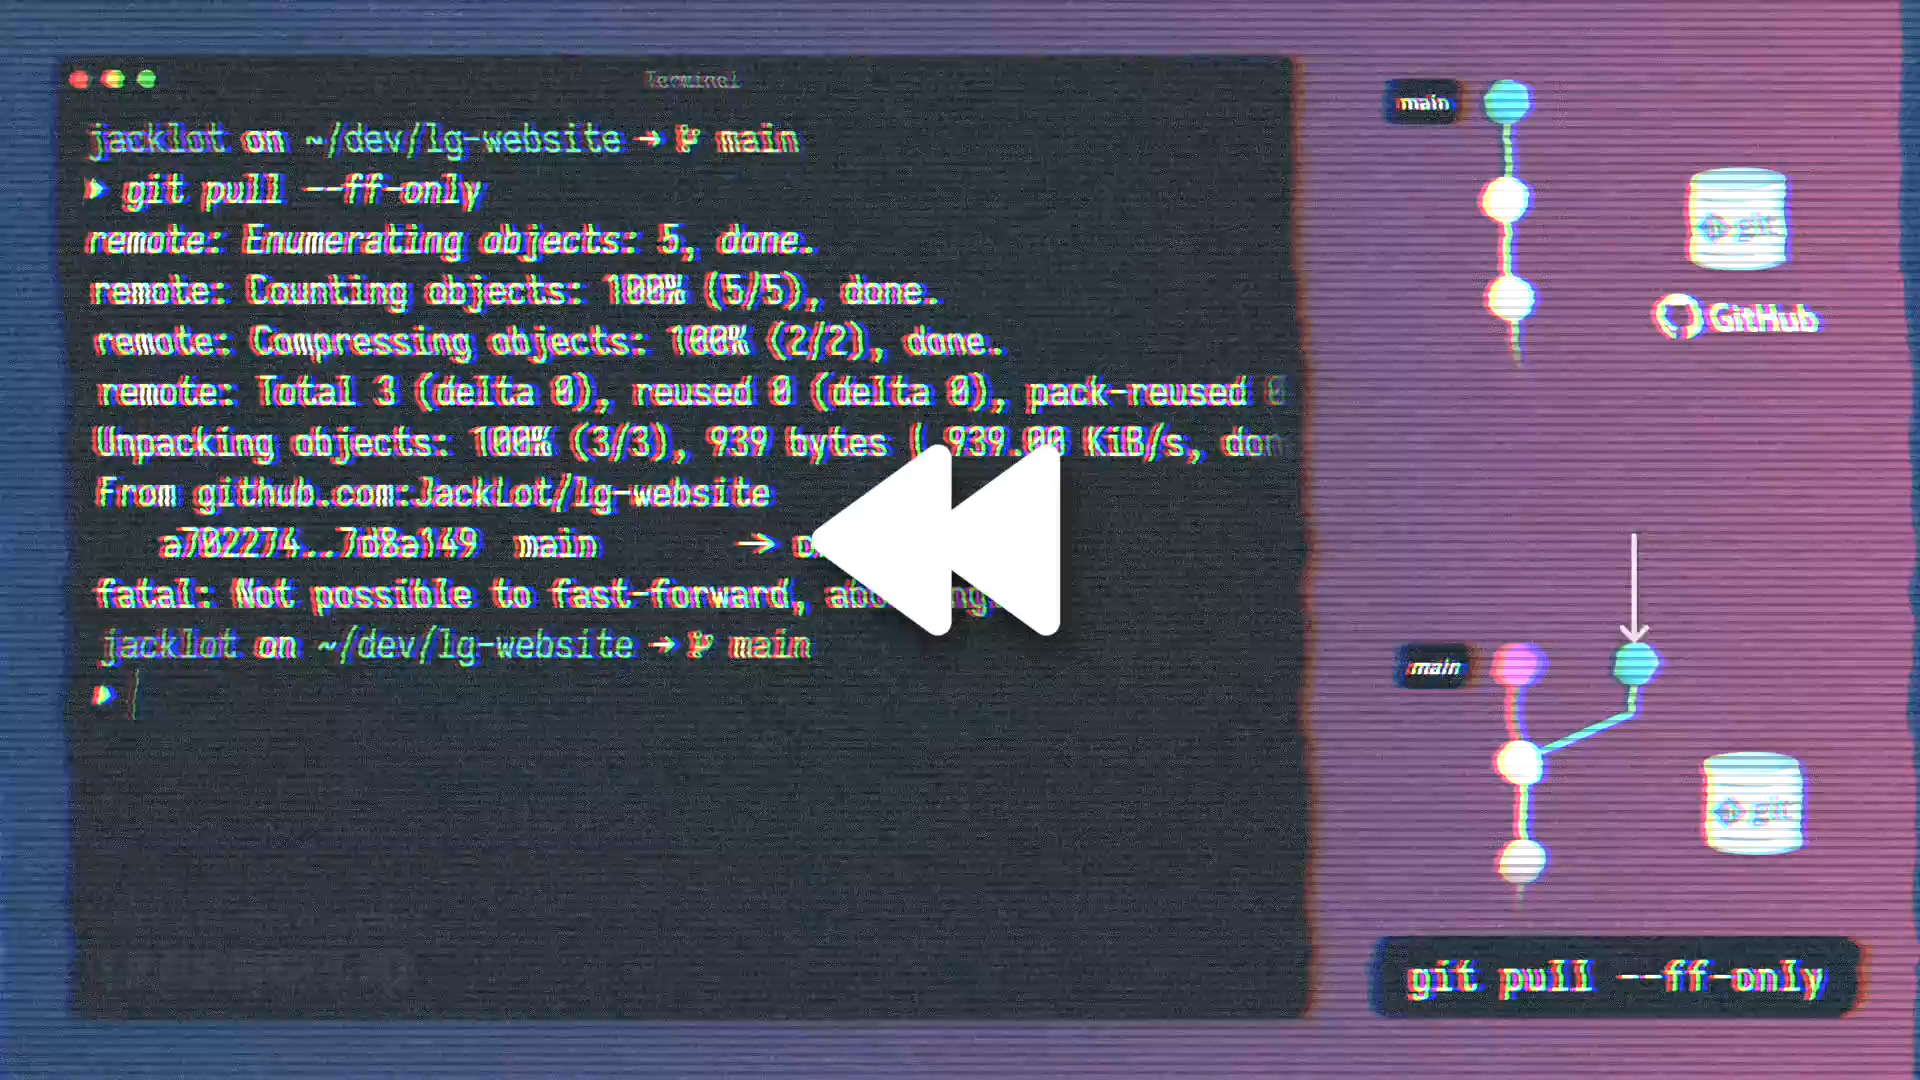 Terminal
jacklot on ~/dev/lg-website → main
git pull --ff-only
remote: Enumerating objects: 5, done.
remote: Counting objects: 100% (5/5), done.
remote: Compressing objects: 100% (2/2), done.
remote: Total 3 (delta 0), reused 0 (delta 0), pack-reused 0
Unpacking objects: 100% (3/3), 939 bytes | 939.00 KiB/s, don
From github.com:JackLot/lg-website
a702274..7d8a149 main →
fatal: Not possible to fast-forward,
jacklot on ~/dev/lg-website → main
main
git
GitHub
main
git
git pull --ff-only